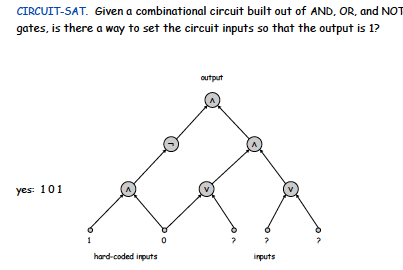 CIRCUIT-SAT. Given a combinational circuit built out of AND, OR, and NOT
gates, is there a way to set the circuit inputs so that the output is 1?
output
∧
¬ ∧
yes: 1 0 1
∧ ∨ ∨
1 0 ? ? ?
hard-coded inputs inputs